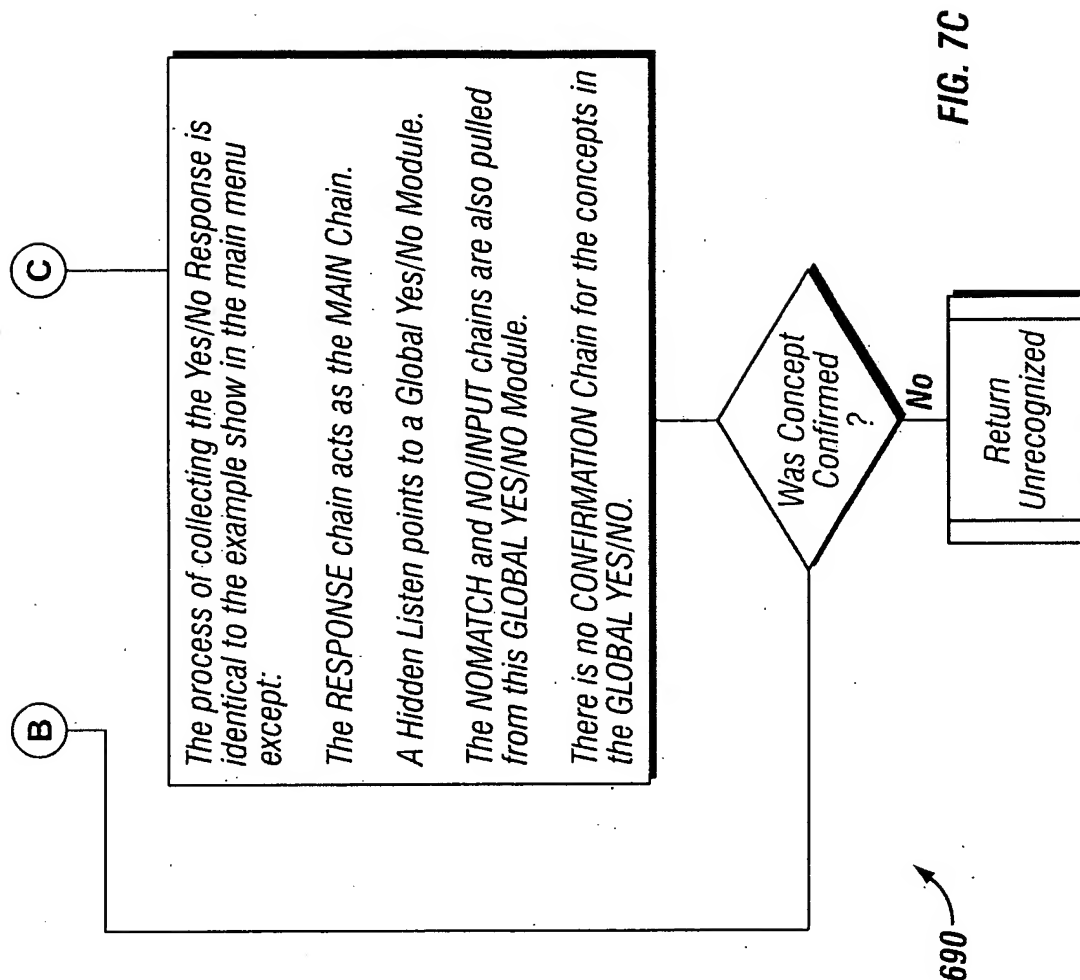 B
C
The process of collecting the Yes/No Response is
identical to the example show in the main menu
except:
The RESPONSE chain acts as the MAIN Chain.
A Hidden Listen points to a Global Yes/No Module.
The NOMATCH and NO/INPUT chains are also pulled
from this GLOBAL YES/NO Module.
There is no CONFIRMATION Chain for the concepts in
the GLOBAL YES/NO.
Was Concept
Confirmed
?
No
Return
Unrecognized
690
FIG. 7C